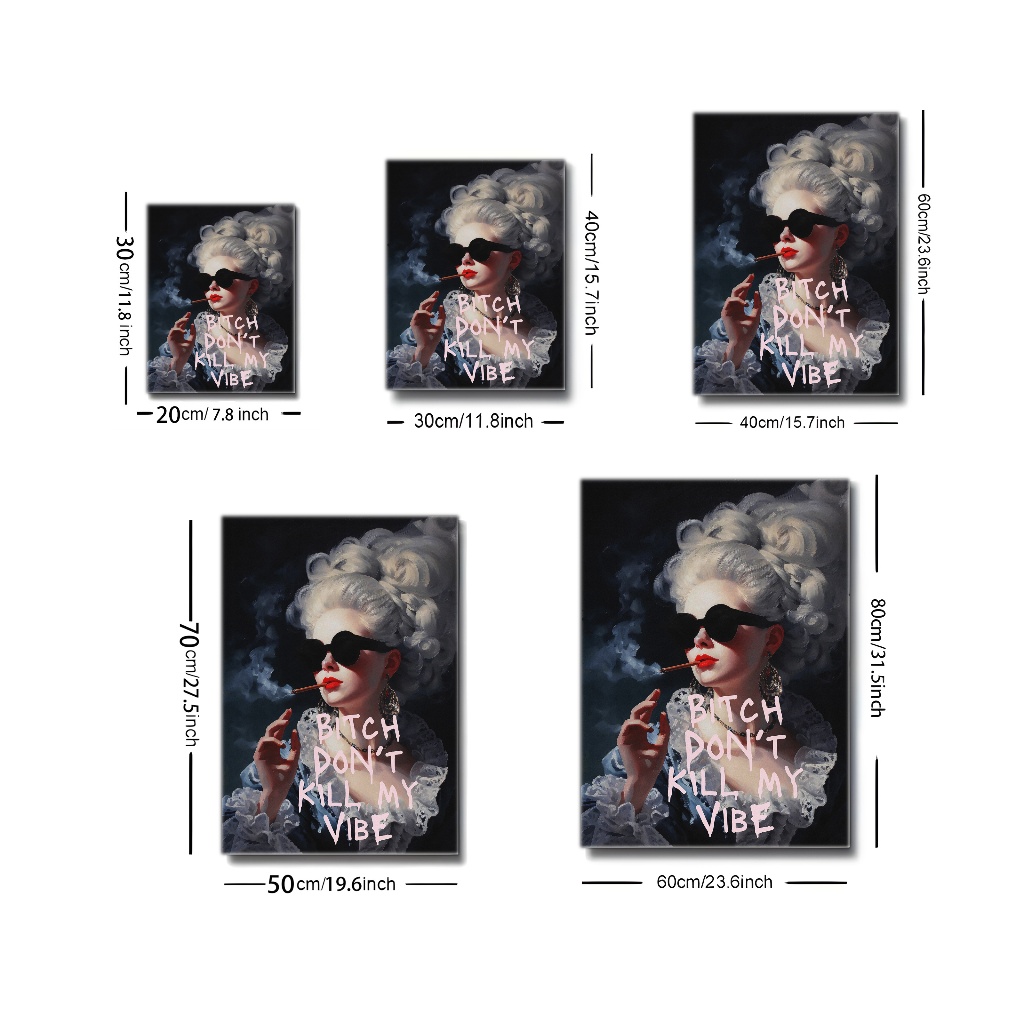 30cm/11.8 inch
BITCH
DON'T
KILL MY
VIBE
20cm/ 7.8 inch
BITCH
DON'T
KILL MY
VIBE
40cm/15.7inch
30cm/11.8inch
BITCH
DON'T
KILL MY
VIBE
60cm/23.6inch
40cm/15.7inch
70cm/27.5inch
BITCH
DON'T
KILL MY
VIBE
50cm/19.6inch
BITCH
DON'T
KILL MY
VIBE
80cm/31.5inch
60cm/23.6inch